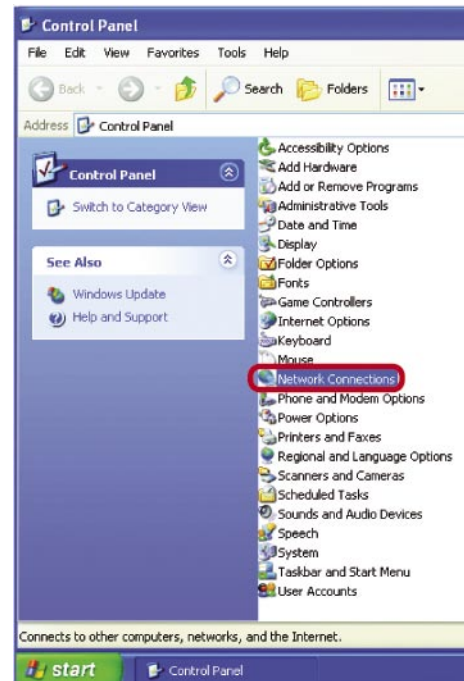 Control Panel
File Edit View Favorites Tools Help
Back Search Folders
Address Control Panel
Control Panel
Switch to Category View
See Also
Windows Update
Help and Support
Accessibility Options
Add Hardware
Add or Remove Programs
Administrative Tools
Date and Time
Display
Folder Options
Fonts
Game Controllers
Internet Options
Keyboard
Mouse
Network Connections
Phone and Modem Options
Power Options
Printers and Faxes
Regional and Language Options
Scanners and Cameras
Scheduled Tasks
Sounds and Audio Devices
Speech
System
Taskbar and Start Menu
User Accounts
Connects to other computers, networks, and the Internet.
start Control Panel